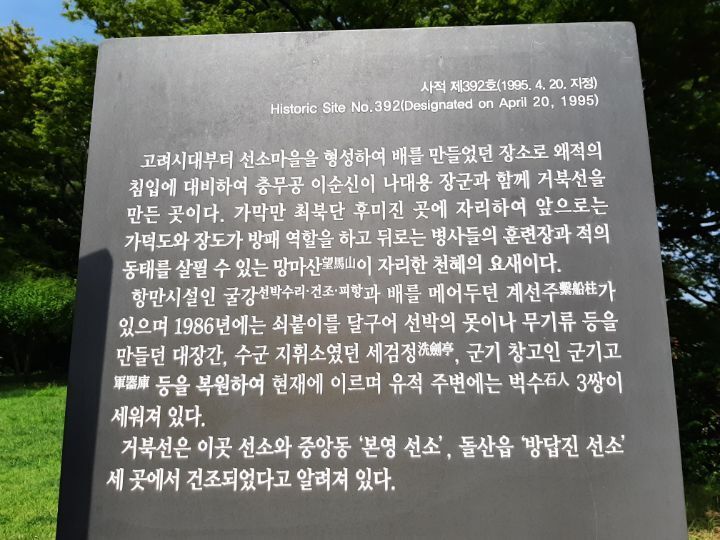 사적 제392호(1995. 4. 20. 지정)
Historic Site No.392(Designated on April 20, 1995)
고려시대부터 선소마을을 형성하여 배를 만들었던 장소로 왜적의
침입에 대비하여 충무공 이순신이 나대용 장군과 함께 거북선을
만든 곳이다. 가막만 최북단 후미진 곳에 자리하여 앞으로는
가덕도와 장도가 방패 역할을 하고 뒤로는 병사들의 훈련장과 적의
동태를 살필 수 있는 망마산望馬山이 자리한 천혜의 요새이다.
항만시설인 굴강선박수리·건조·피항과 배를 메어두던 계선주繫船柱가
있으며 1986년에는 쇠붙이를 달구어 선박의 못이나 무기류 등을
만들던 대장간, 수군 지휘소였던 세검정洗劍亭, 군기 창고인 군기고
軍器庫 등을 복원하여 현재에 이르며 유적 주변에는 벅수石人 3쌍이
세워져 있다.
거북선은 이곳 선소와 중앙동 ‘본영 선소’, 돌산읍 ‘방답진 선소’
세 곳에서 건조되었다고 알려져 있다.